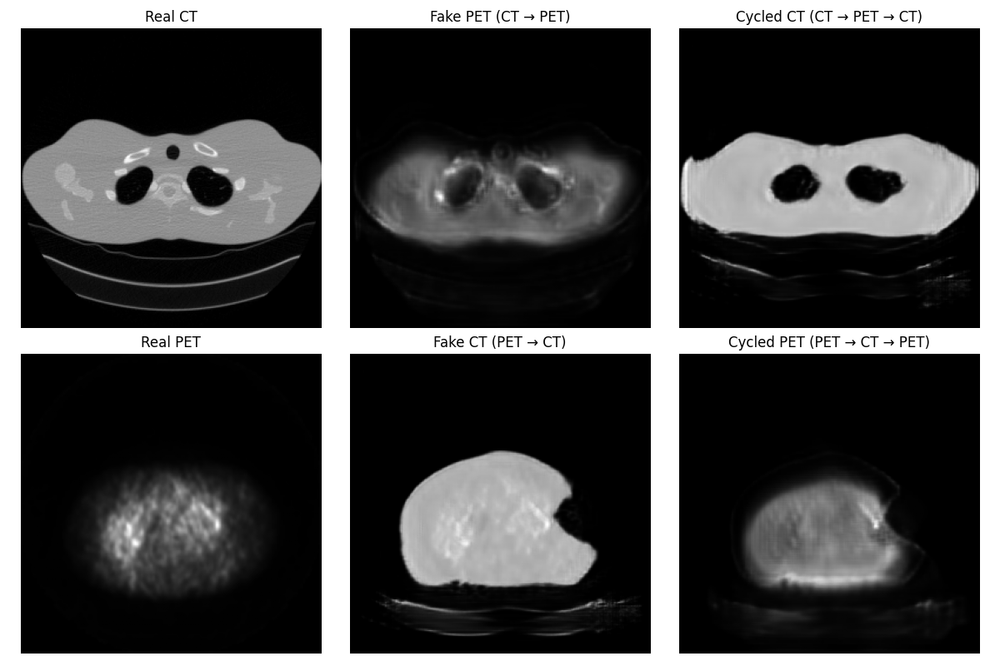 Real CT
Fake PET (CT → PET)
Cycled CT (CT → PET → CT)
Real PET
Fake CT (PET → CT)
Cycled PET (PET → CT → PET)